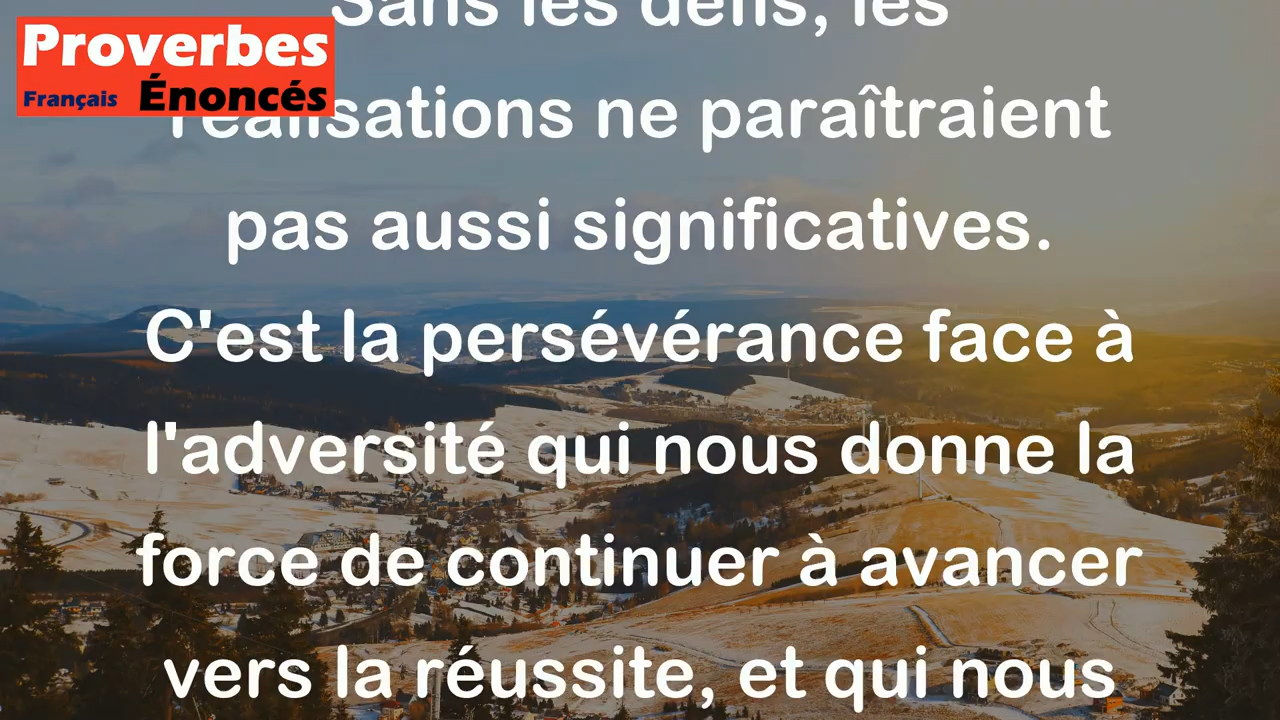 Proverbes
Français Énoncés
Sans les défis, les
réalisations ne paraîtraient
pas aussi significatives.
C'est la persévérance face à
l'adversité qui nous donne la
force de continuer à avancer
vers la réussite, et qui nous